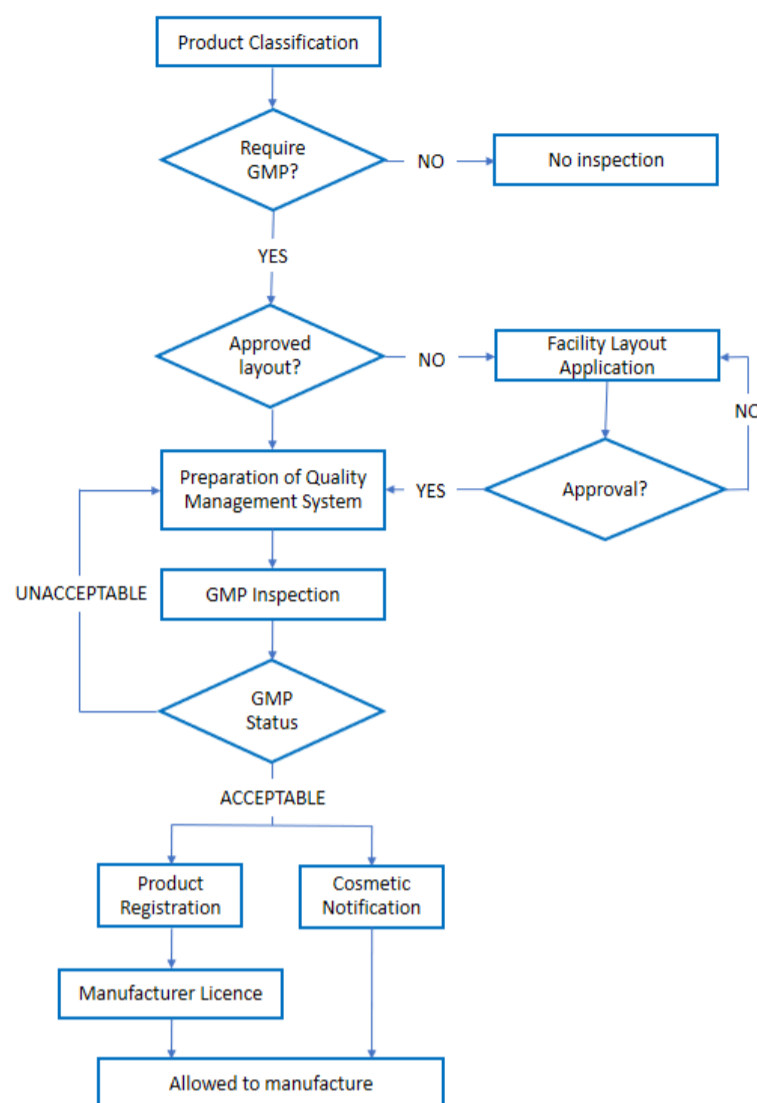 Product Classification
Require
GMP?
NO
No inspection
YES
Approved
layout?
NO
Facility Layout
Application
NO
Preparation of Quality
Management System
YES
Approval?
UNACCEPTABLE
GMP Inspection
GMP
Status
ACCEPTABLE
Product
Registration
Cosmetic
Notification
Manufacturer Licence
Allowed to manufacture